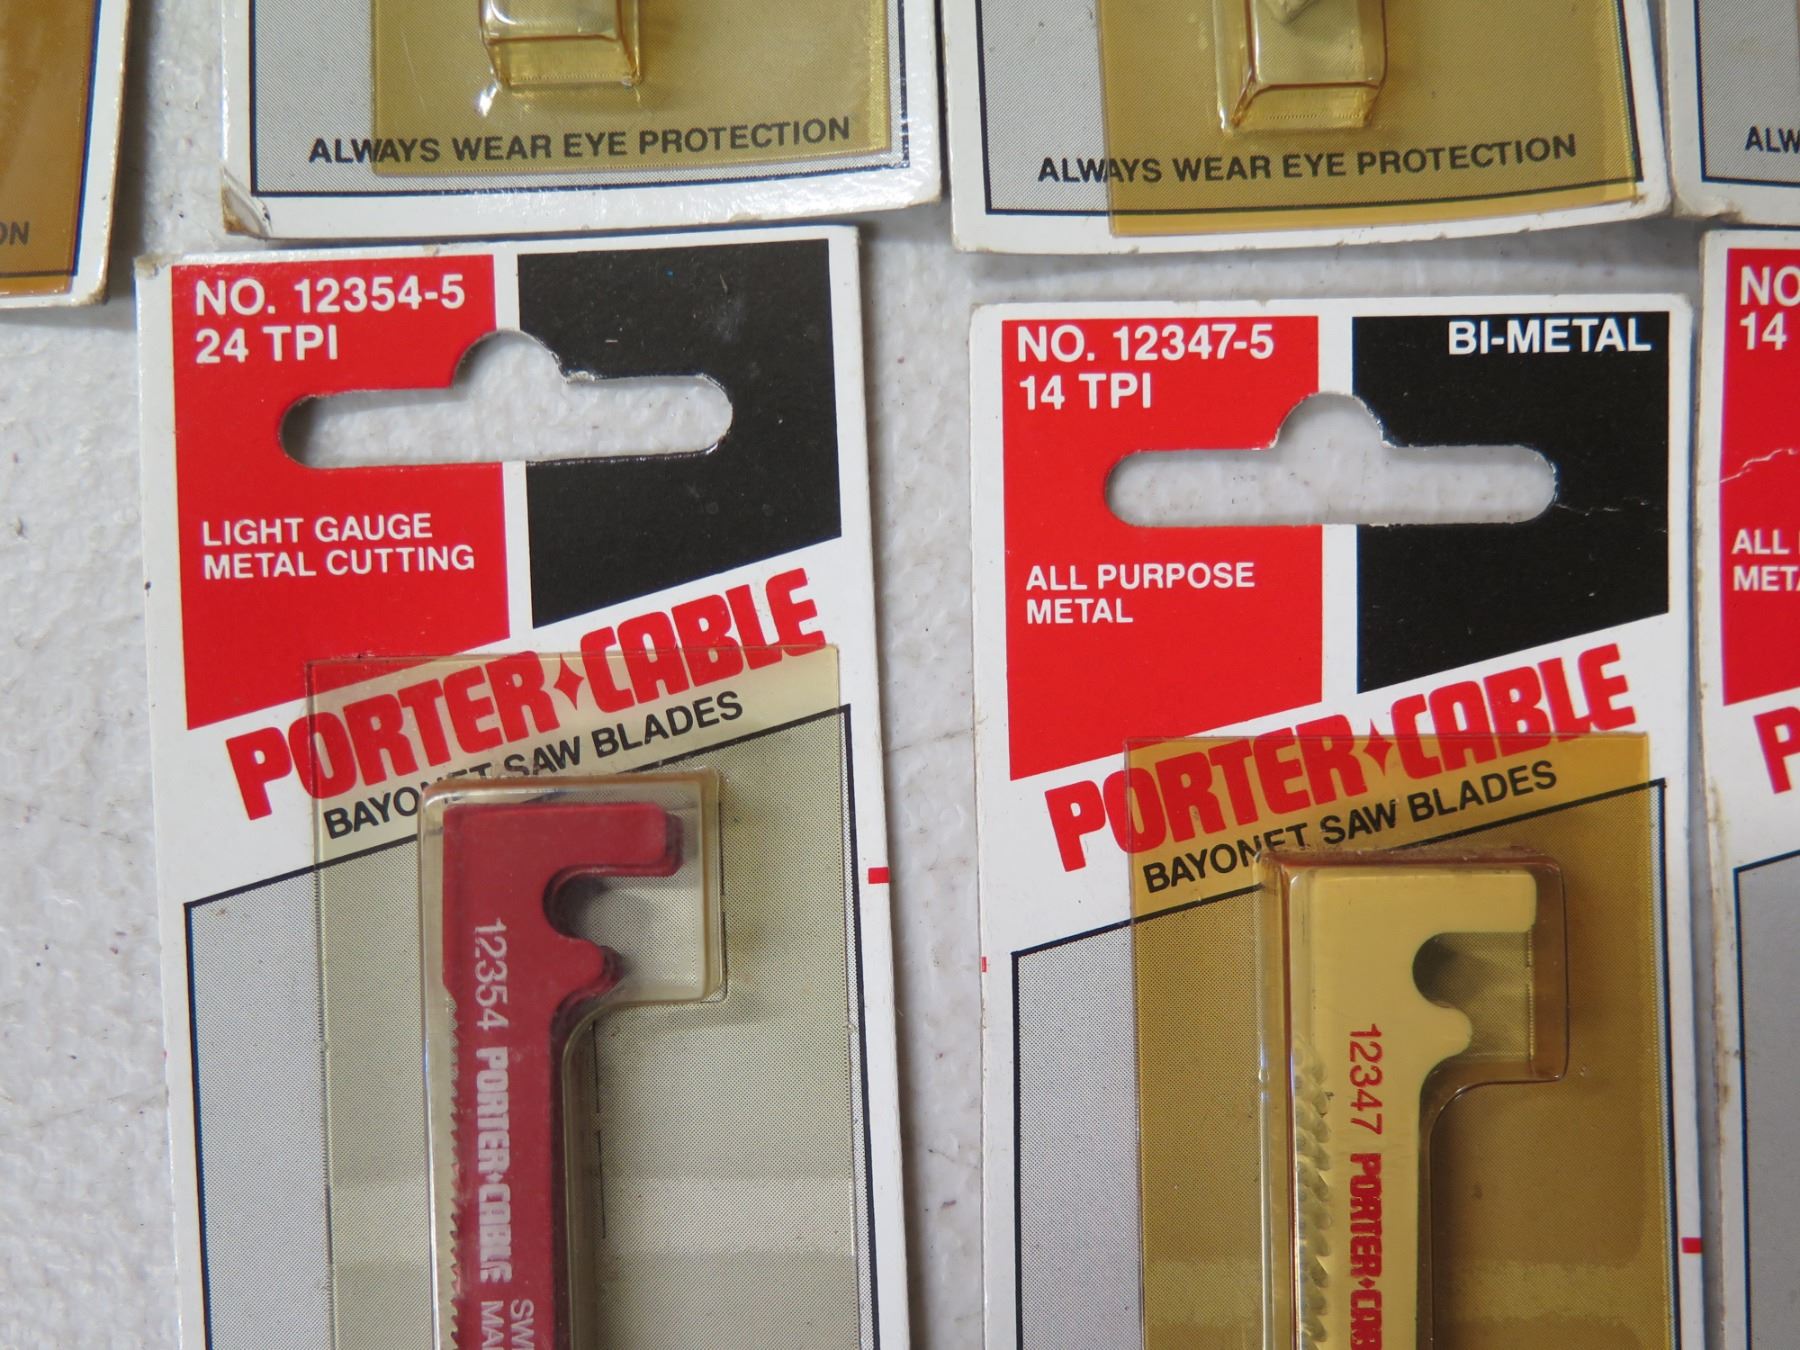 ALWAYS WEAR EYE PROTECTION
ALWAYS WEAR EYE PROTECTION
NO. 12354-5
24 TPI
LIGHT GAUGE
METAL CUTTING
PORTER✦CABLE
BAYONET SAW BLADES
12354 PORTER✦CABLE
NO. 12347-5
14 TPI
BI-METAL
ALL PURPOSE
METAL
PORTER✦CABLE
BAYONET SAW BLADES
12347 PORTER✦
14
ALL